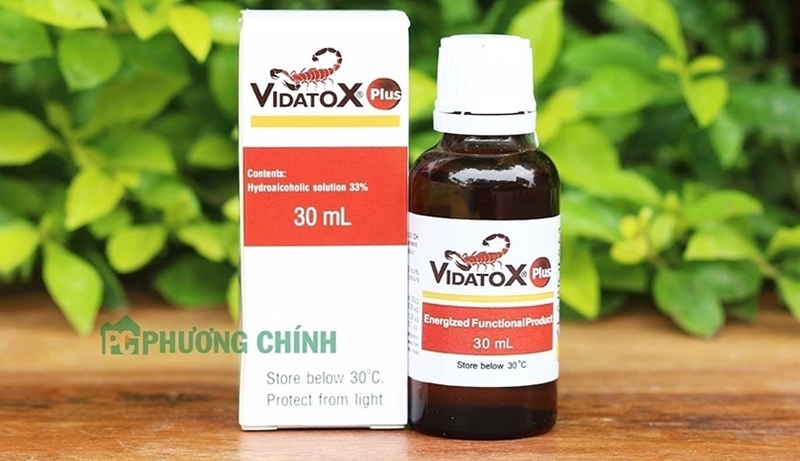 VIDATOX® Plus
Contents:
Hydroalcoholic solution 33%
30 mL
Store below 30°C.
Protect from light
VIDATOX® Plus
Energized Functional Product
30 mL
Store below 30°C
PG PHƯƠNG CHÍNH